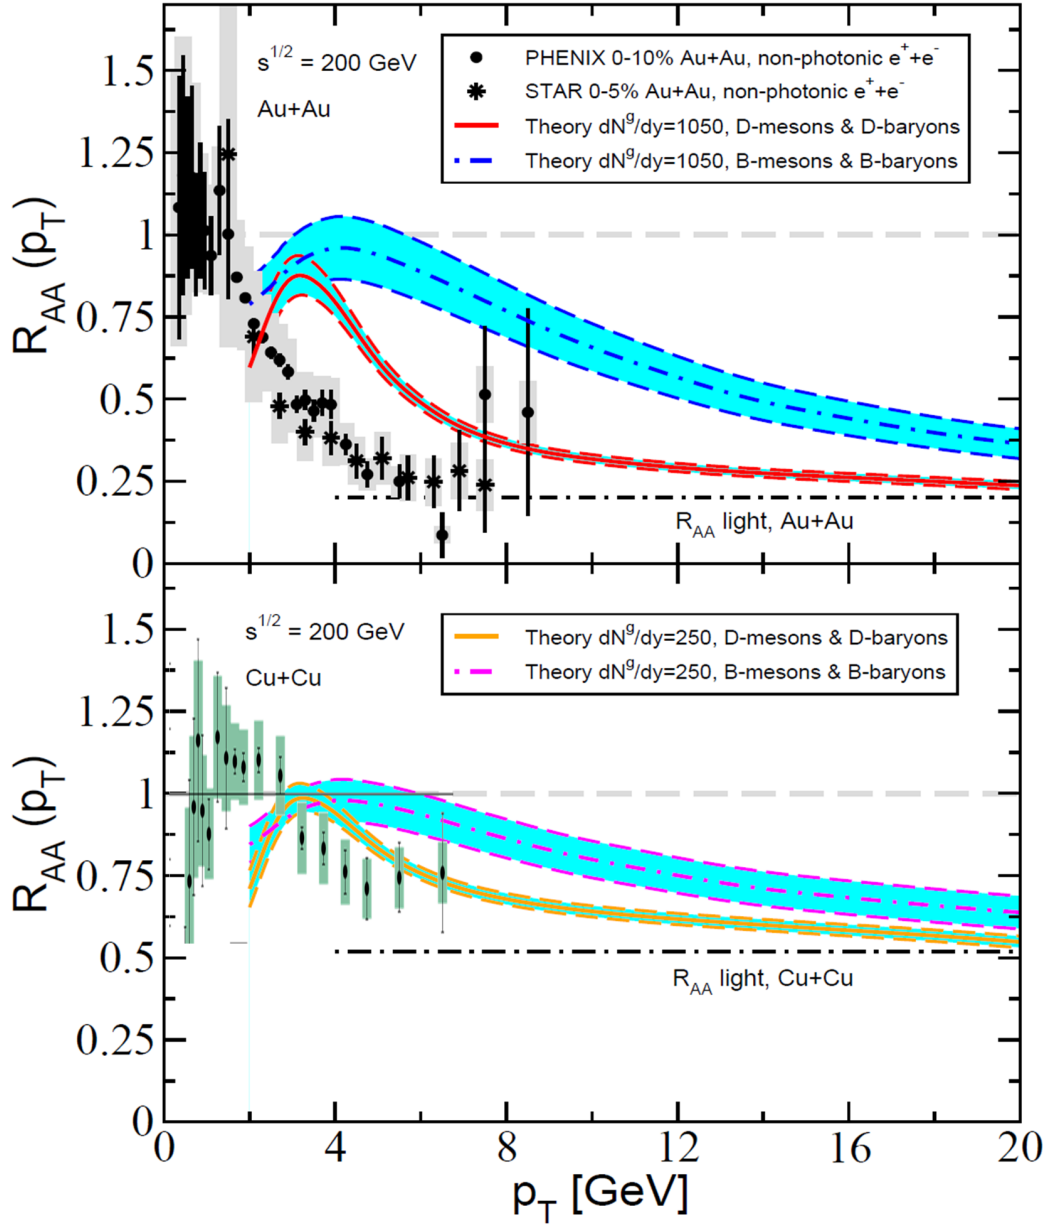 s^1/2 = 200 GeV
Au+Au
PHENIX 0-10% Au+Au, non-photonic e^+ +e^-
STAR 0-5% Au+Au, non-photonic e^+ +e^-
Theory dN^g/dy=1050, D-mesons & D-baryons
Theory dN^g/dy=1050, B-mesons & B-baryons
R_AA (p_T)
1.5
1.25
1
0.75
0.5
0.25
0
R_AA light, Au+Au
s^1/2 = 200 GeV
Cu+Cu
Theory dN^g/dy=250, D-mesons & D-baryons
Theory dN^g/dy=250, B-mesons & B-baryons
R_AA (p_T)
1.5
1.25
1
0.75
0.5
0.25
0
R_AA light, Cu+Cu
0 4 8 12 16 20
p_T [GeV]